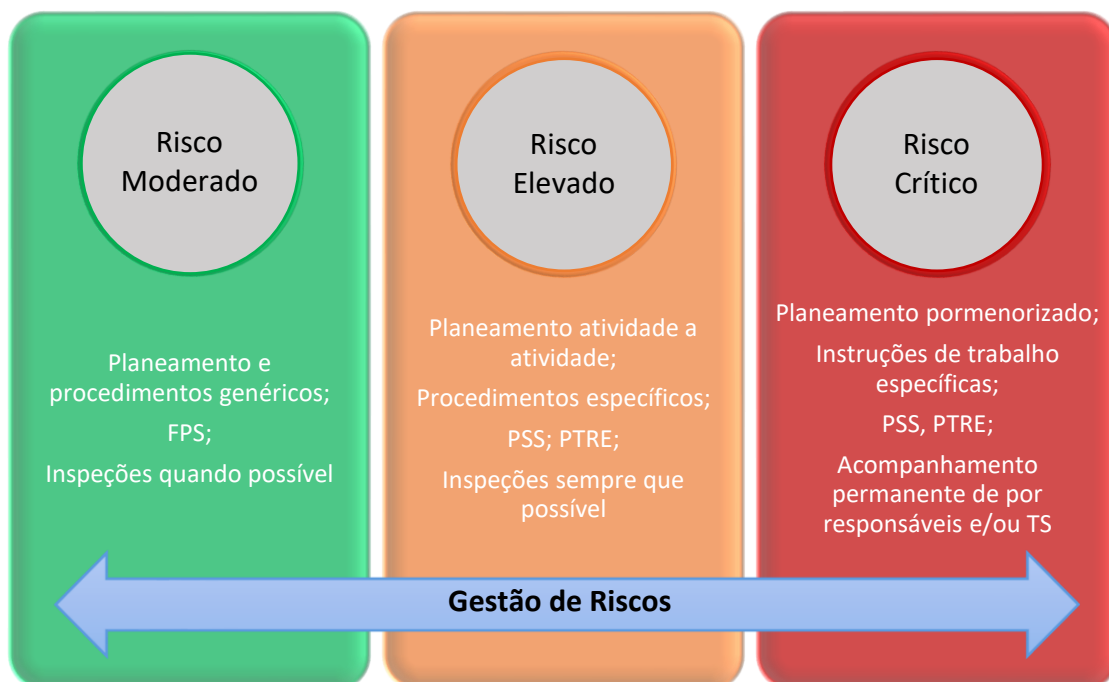 Risco
Moderado
Planeamento e
procedimentos genéricos;
FPS;
Inspeções quando possível
Risco
Elevado
Planeamento atividade a
atividade;
Procedimentos específicos;
PSS; PTRE;
Inspeções sempre que
possível
Risco
Crítico
Planeamento pormenorizado;
Instruções de trabalho
específicas;
PSS, PTRE;
Acompanhamento
permanente de por
responsáveis e/ou TS
Gestão de Riscos